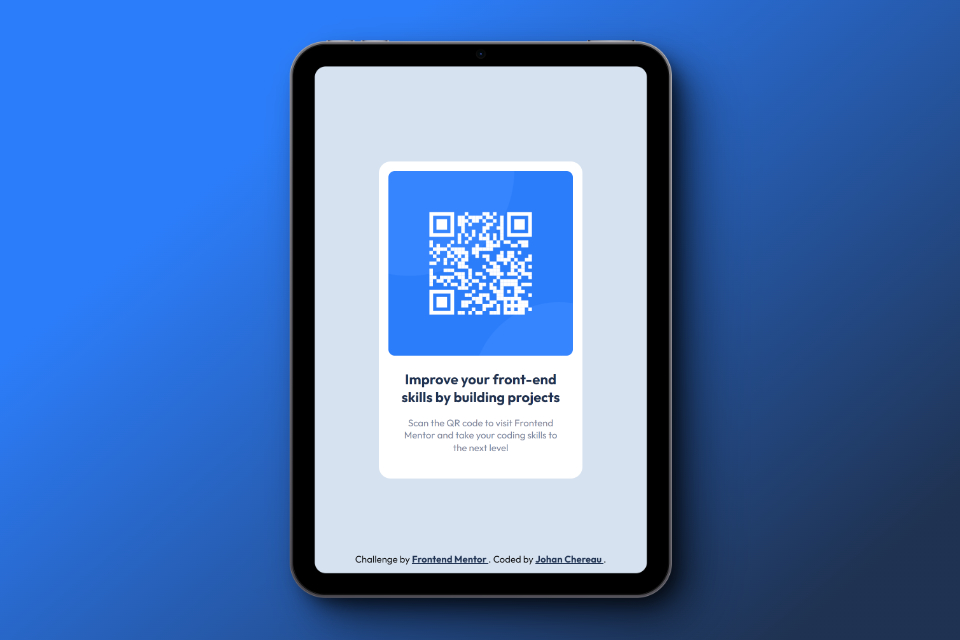 Improve your front-end
skills by building projects
Scan the QR code to visit Frontend
Mentor and take your coding skills to
the next level
Challenge by Frontend Mentor . Coded by Johan Chereau .